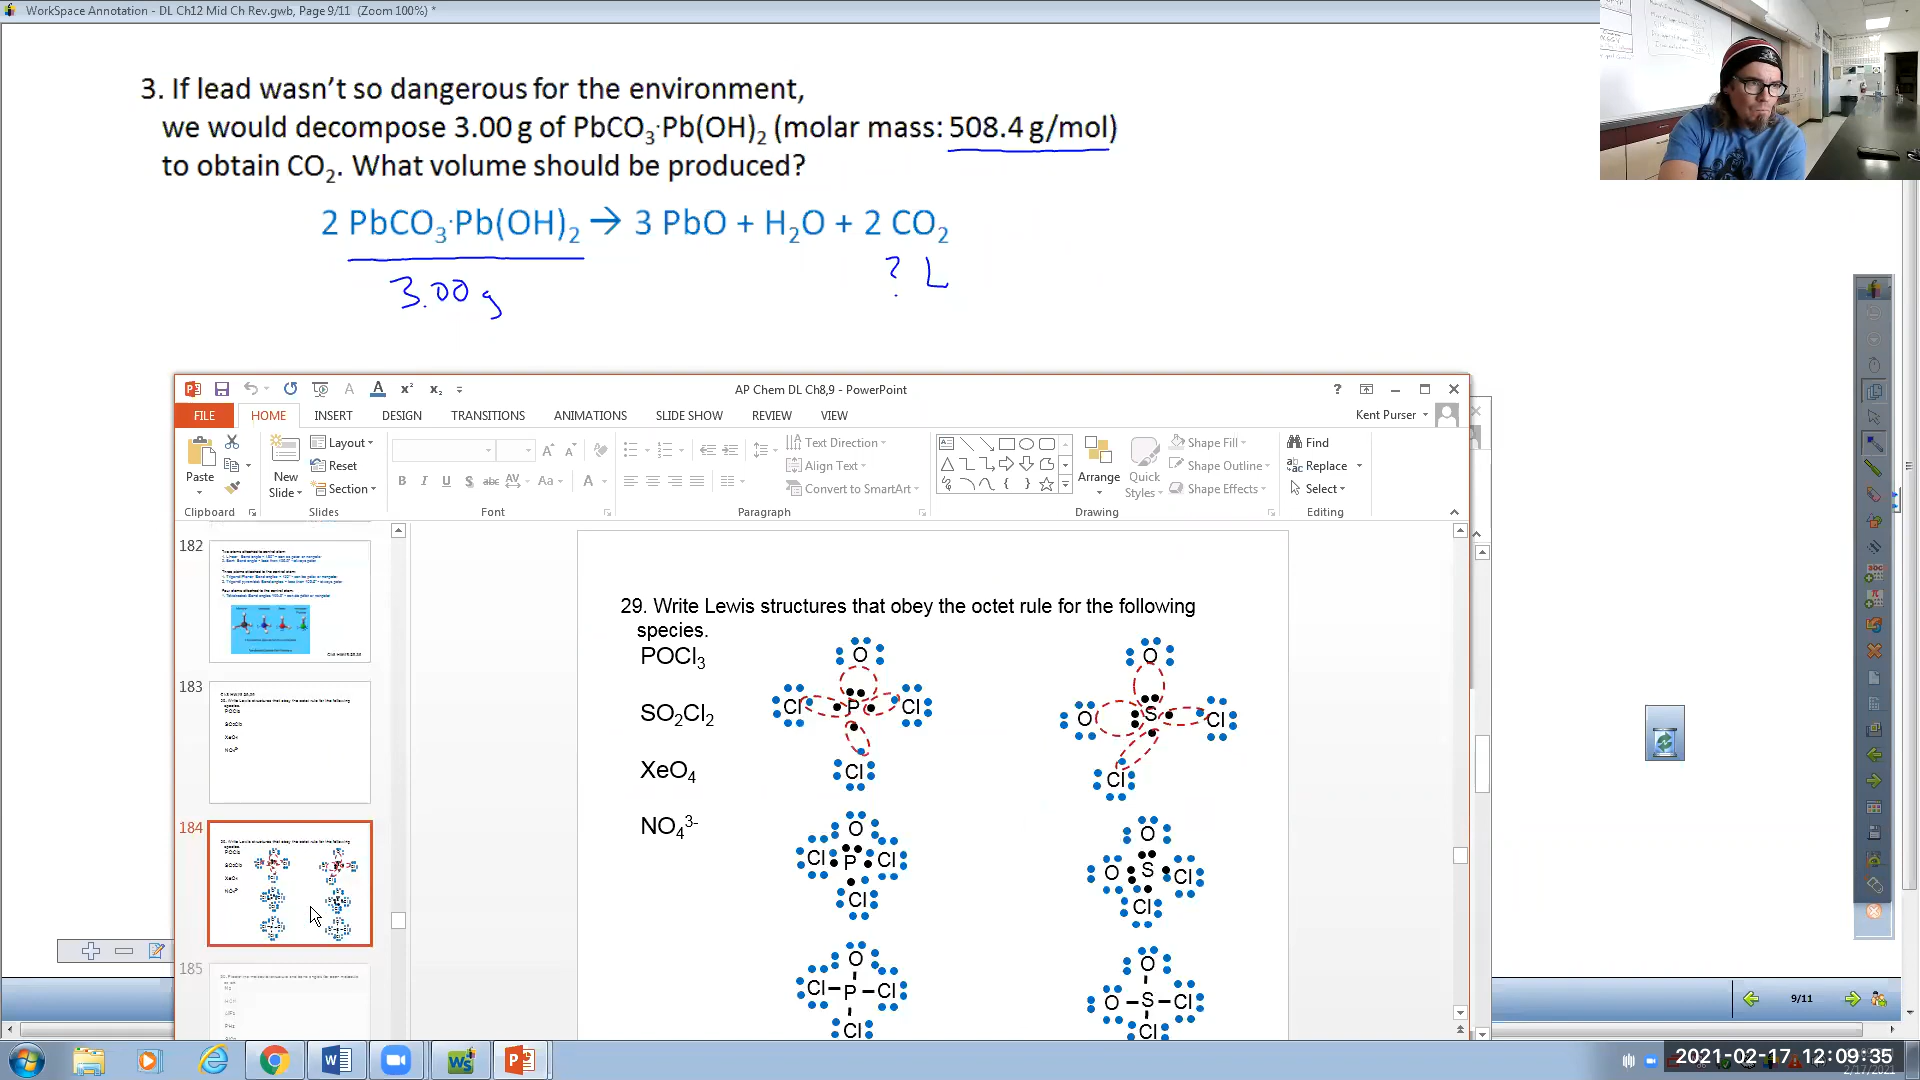 WorkSpace Annotation - DL Ch12 Mid Ch Rev.gwb, Page 9/11 (Zoom 100%) *
3. If lead wasn't so dangerous for the environment,
we would decompose 3.00 g of PbCO₃·Pb(OH)₂ (molar mass: 508.4 g/mol)
to obtain CO₂. What volume should be produced?
2 PbCO₃·Pb(OH)₂ → 3 PbO + H₂O + 2 CO₂
3.00 g
? L
AP Chem DL Ch8,9 - PowerPoint
FILE HOME INSERT DESIGN TRANSITIONS ANIMATIONS SLIDE SHOW REVIEW VIEW
Kent Purser
Paste
New
Slide
Layout
Reset
Section
B I U S abc AV Aa A
Text Direction
Align Text
Convert to SmartArt
Arrange
Quick
Styles
Shape Fill
Shape Outline
Shape Effects
Find
Replace
Select
Clipboard Slides Font Paragraph Drawing Editing
182
183
184
185
29. Write Lewis structures that obey the octet rule for the following
species.
POCl₃
SO₂Cl₂
XeO₄
NO₄³⁻
O
Cl P Cl
Cl
O
O S Cl
Cl
O
Cl P Cl
Cl
O
O S Cl
Cl
O
Cl P Cl
Cl
O
O S Cl
Cl
9/11
2021-02-17 12:09:35
2/17/2021